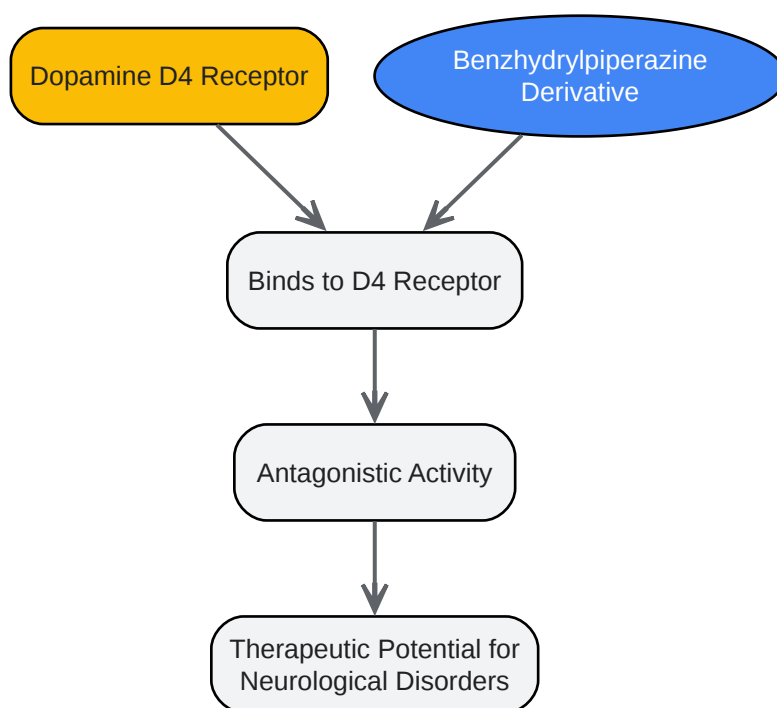 Dopamine D4 Receptor
Benzhydrylpiperazine
Derivative
Binds to D4 Receptor
Antagonistic Activity
Therapeutic Potential for
Neurological Disorders